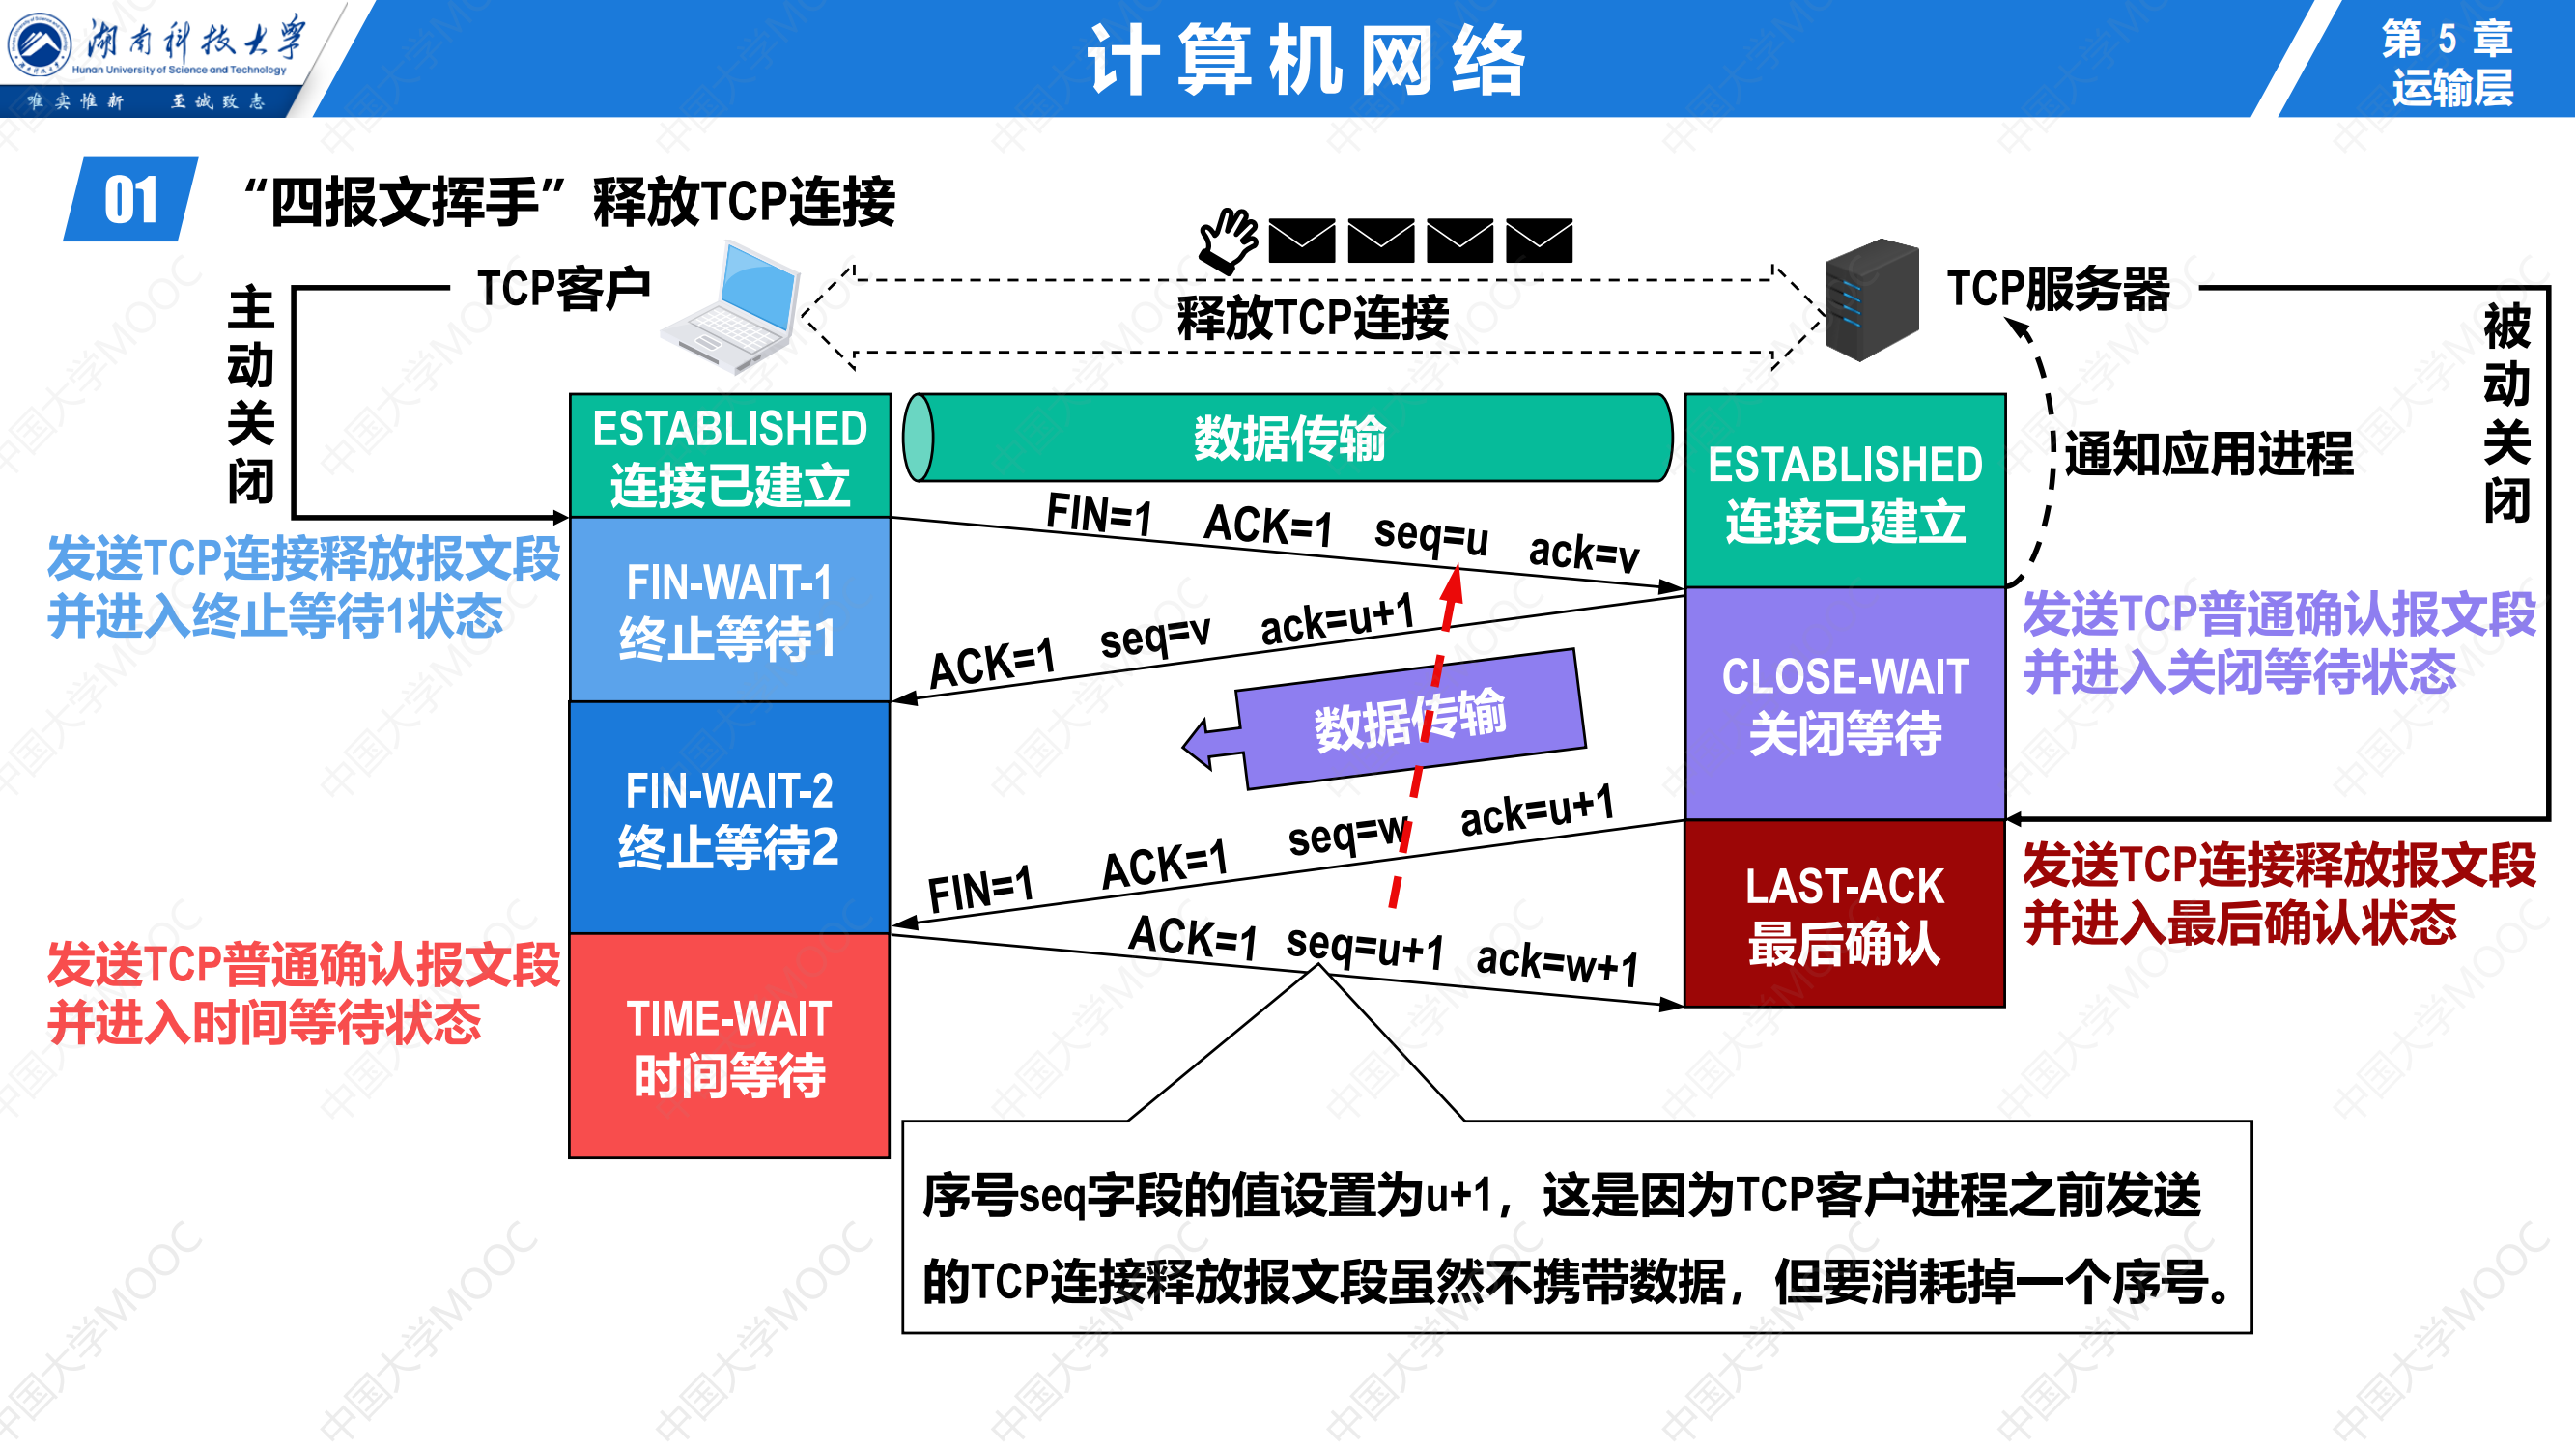 湖南科技大学
Hunan University of Science and Technology
唯实惟新 至诚致志
计算机网络
第 5 章
运输层
01
“四报文挥手”释放TCP连接
TCP客户
释放TCP连接
TCP服务器
主动关闭
被动关闭
ESTABLISHED
连接已建立
数据传输
ESTABLISHED
连接已建立
通知应用进程
FIN=1 ACK=1 seq=u ack=v
发送TCP连接释放报文段
并进入终止等待1状态
FIN-WAIT-1
终止等待1
ACK=1 seq=v ack=u+1
发送TCP普通确认报文段
并进入关闭等待状态
CLOSE-WAIT
关闭等待
数据传输
FIN-WAIT-2
终止等待2
FIN=1 ACK=1 seq=w ack=u+1
LAST-ACK
最后确认
发送TCP连接释放报文段
并进入最后确认状态
ACK=1 seq=u+1 ack=w+1
发送TCP普通确认报文段
并进入时间等待状态
TIME-WAIT
时间等待
序号seq字段的值设置为u+1，这是因为TCP客户进程之前发送
的TCP连接释放报文段虽然不携带数据，但要消耗掉一个序号。
中国大学MOOC